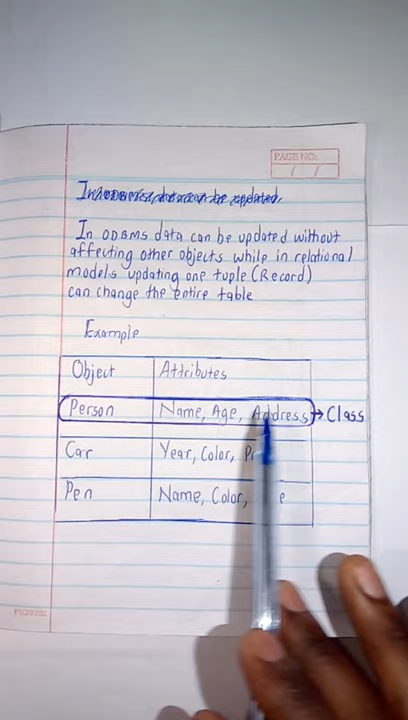 PAGE NO:
/ /
In ODBMS data can be updated without
affecting other objects while in relational
models updating one tuple (Record)
can change the entire table
Example
Object Attributes
Person Name, Age, Address → Class
Car Year, Color,
Pen Name, Color,